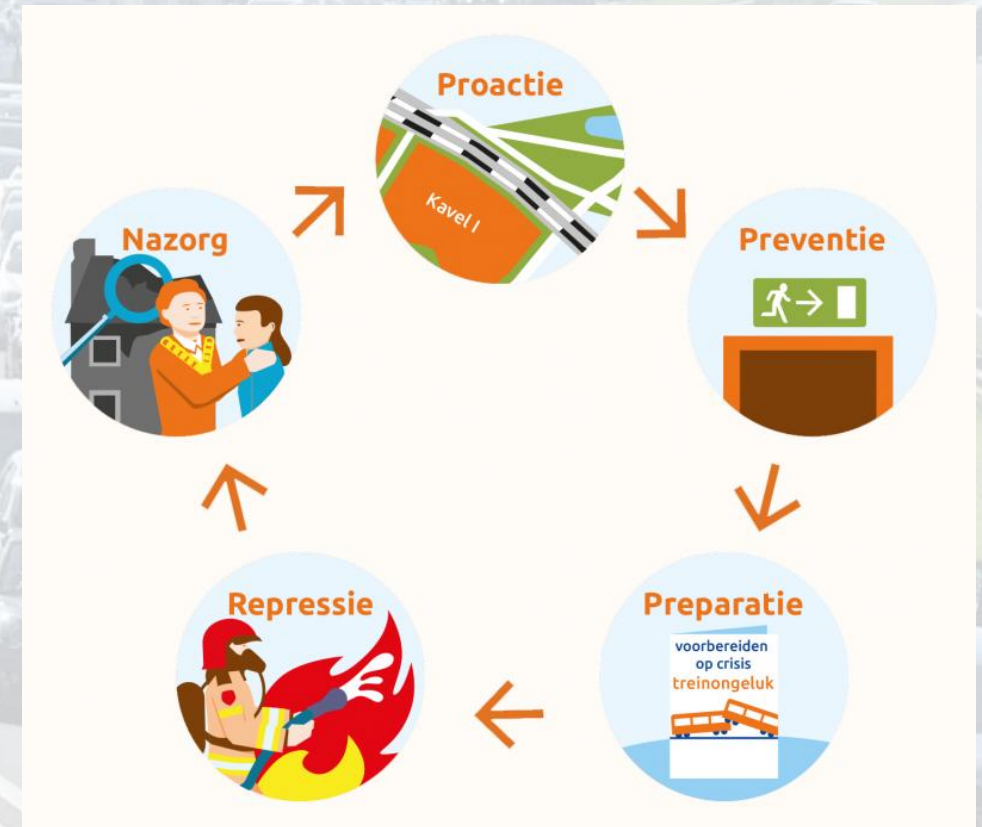 Proactie
Kavel I
Preventie
Preparatie
voorbereiden
op crisis
treinongeluk
Repressie
Nazorg